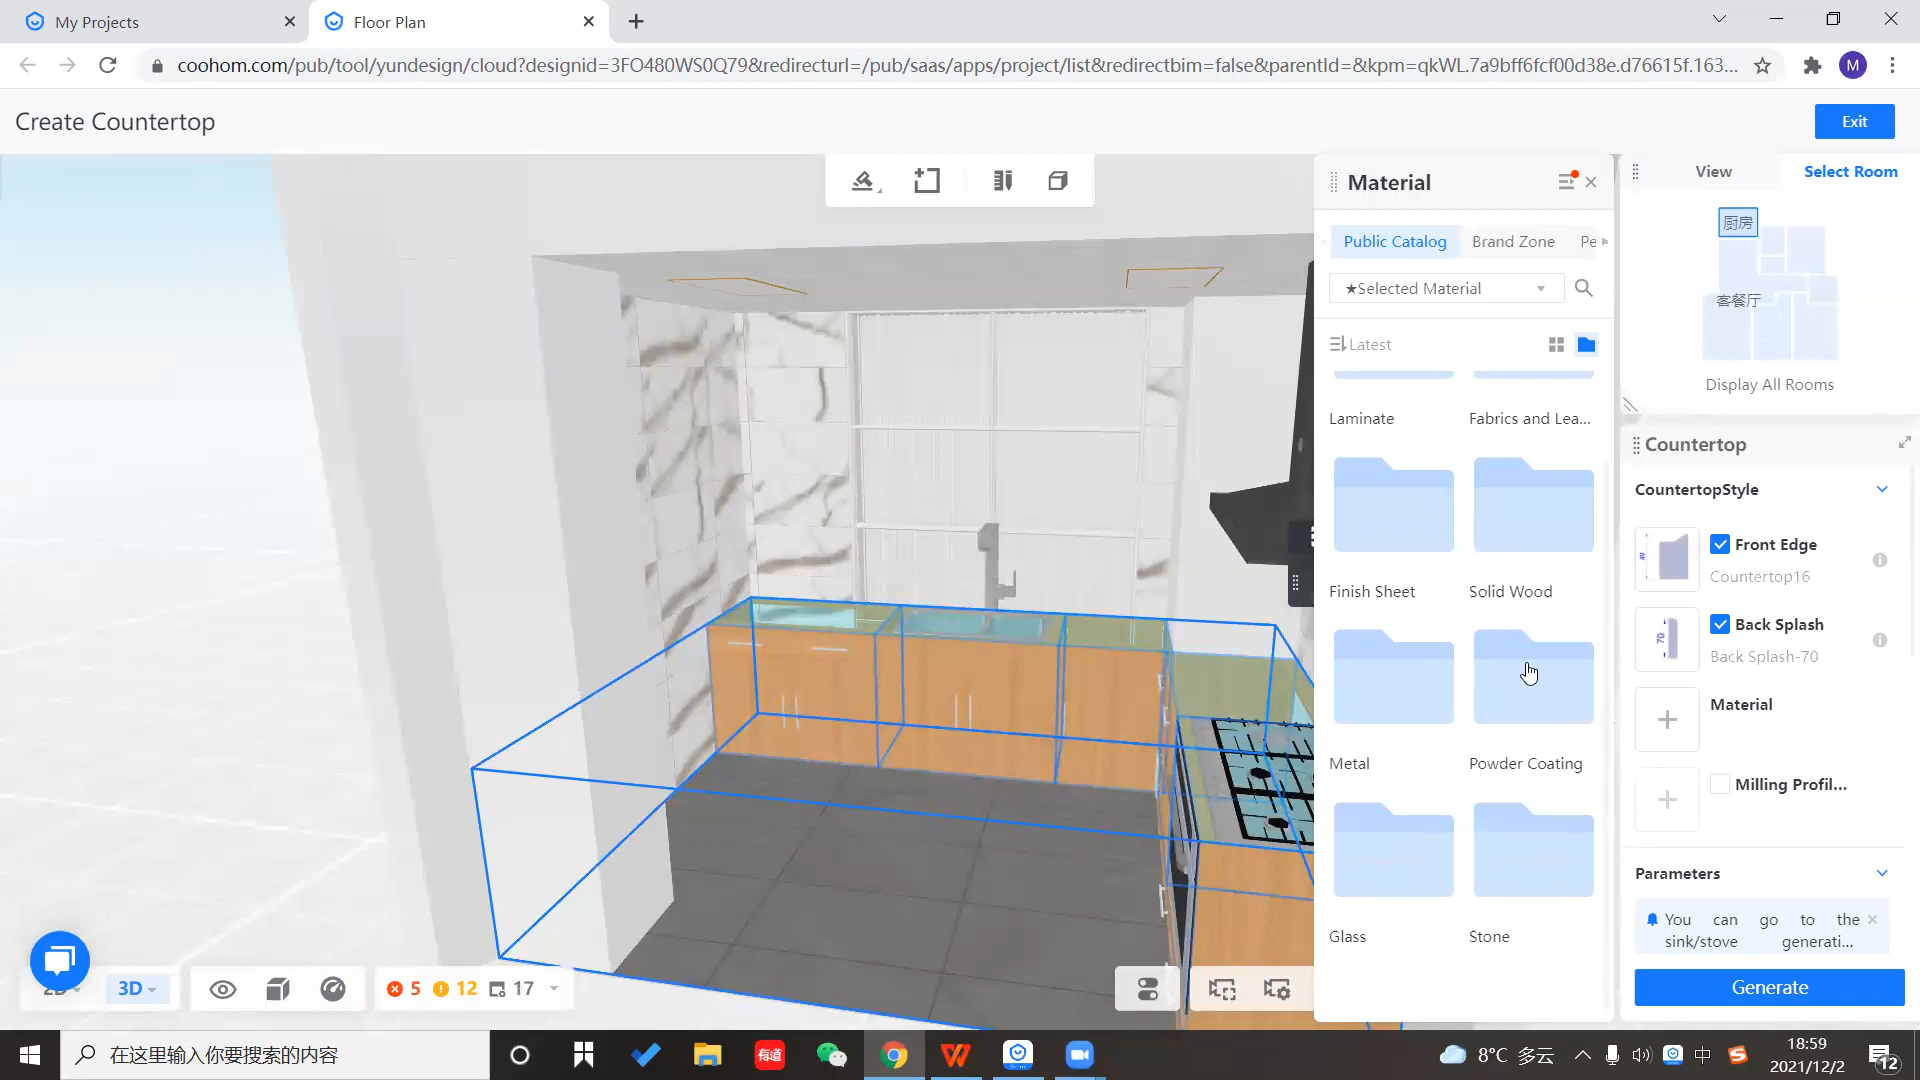 My Projects
Floor Plan
coohom.com/pub/tool/yundesign/cloud?designid=3FO480WS0Q79&redirecturl=/pub/saas/apps/project/list&redirectbim=false&parentId=&kpm=qkWL.7a9bff6fcf00d38e.d76615f.163...
M
Create Countertop
Exit
Material
Public Catalog
Brand Zone
Pe
★Selected Material
Latest
Laminate
Fabrics and Lea...
Finish Sheet
Solid Wood
Metal
Powder Coating
Glass
Stone
View
Select Room
厨房
客餐厅
Display All Rooms
Countertop
CountertopStyle
49
Front Edge
Countertop16
70
Back Splash
Back Splash-70
Material
Milling Profil...
Parameters
You can go to the
sink/stove generati...
Generate
2D
3D
5
12
17
在这里输入你要搜索的内容
有道
8°C 多云
中
18:59
2021/12/2
12